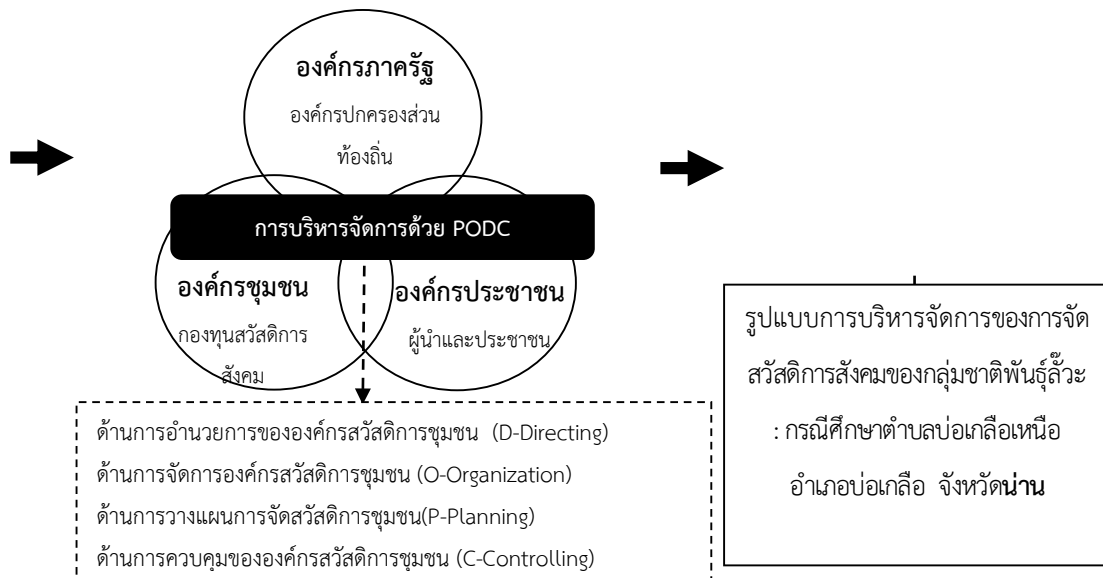 องค์กรภาครัฐ
องค์กรปกครองส่วน
ท้องถิ่น
การบริหารจัดการด้วย PODC
องค์กรชุมชน
กองทุนสวัสดิการ
สังคม
องค์กรประชาชน
ผู้นำและประชาชน
ด้านการอำนวยการขององค์กรสวัสดิการชุมชน (D-Directing)
ด้านการจัดการองค์กรสวัสดิการชุมชน (O-Organization)
ด้านการวางแผนการจัดสวัสดิการชุมชน(P-Planning)
ด้านการควบคุมขององค์กรสวัสดิการชุมชน (C-Controlling)
รูปแบบการบริหารจัดการของการจัด
สวัสดิการสังคมของกลุ่มชาติพันธุ์ลั๊วะ
: กรณีศึกษาตำบลบ่อเกลือเหนือ
อำเภอบ่อเกลือ จังหวัดน่าน